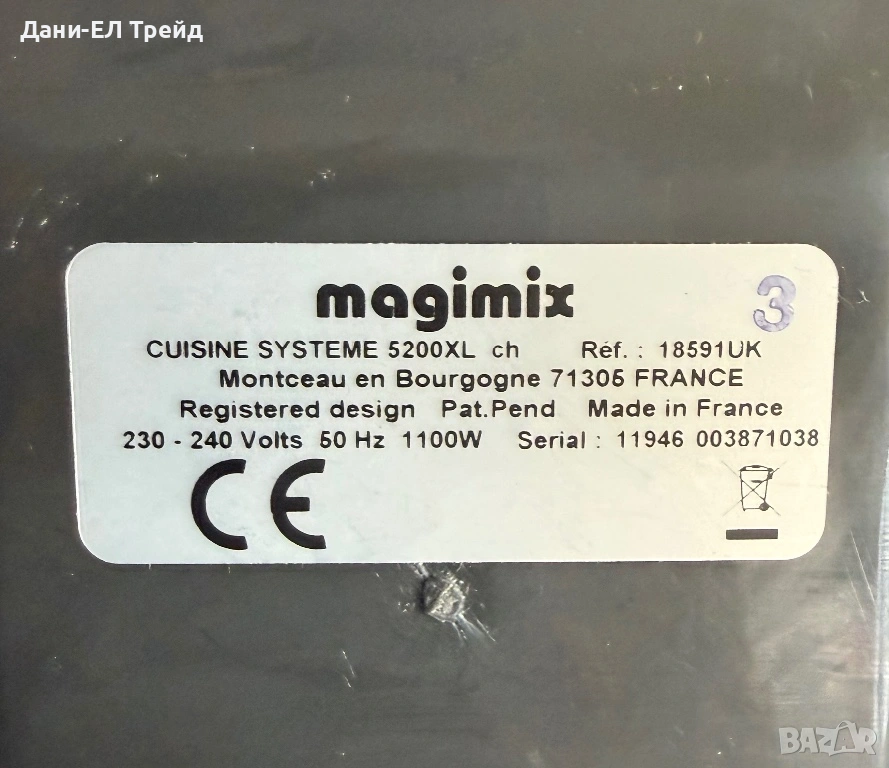 Дани-ЕЛ Трейд
magimix
3
CUISINE SYSTEME 5200XL ch Réf. : 18591UK
Montceau en Bourgogne 71305 FRANCE
Registered design Pat.Pend Made in France
230 - 240 Volts 50 Hz 1100W Serial : 11946 003871038
CE
BAZAR